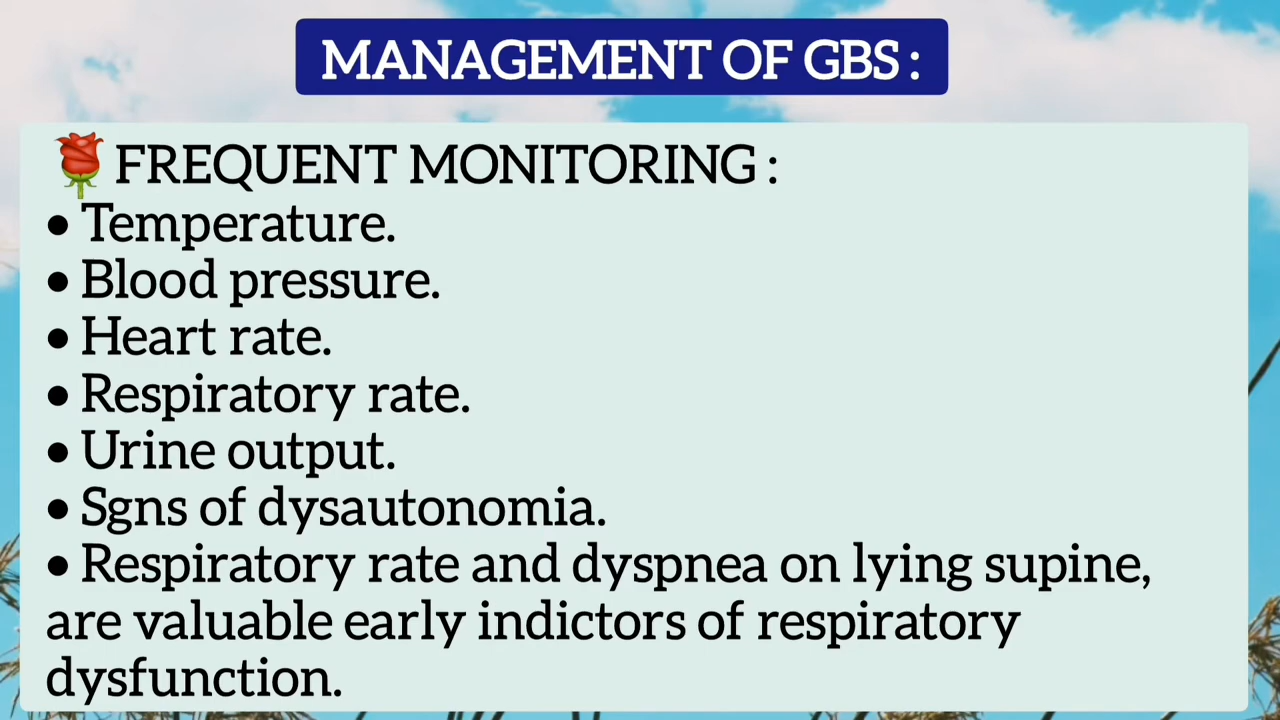 MANAGEMENT OF GBS :
🌹FREQUENT MONITORING :
• Temperature.
• Blood pressure.
• Heart rate.
• Respiratory rate.
• Urine output.
• Sgns of dysautonomia.
• Respiratory rate and dyspnea on lying supine,
are valuable early indictors of respiratory
dysfunction.